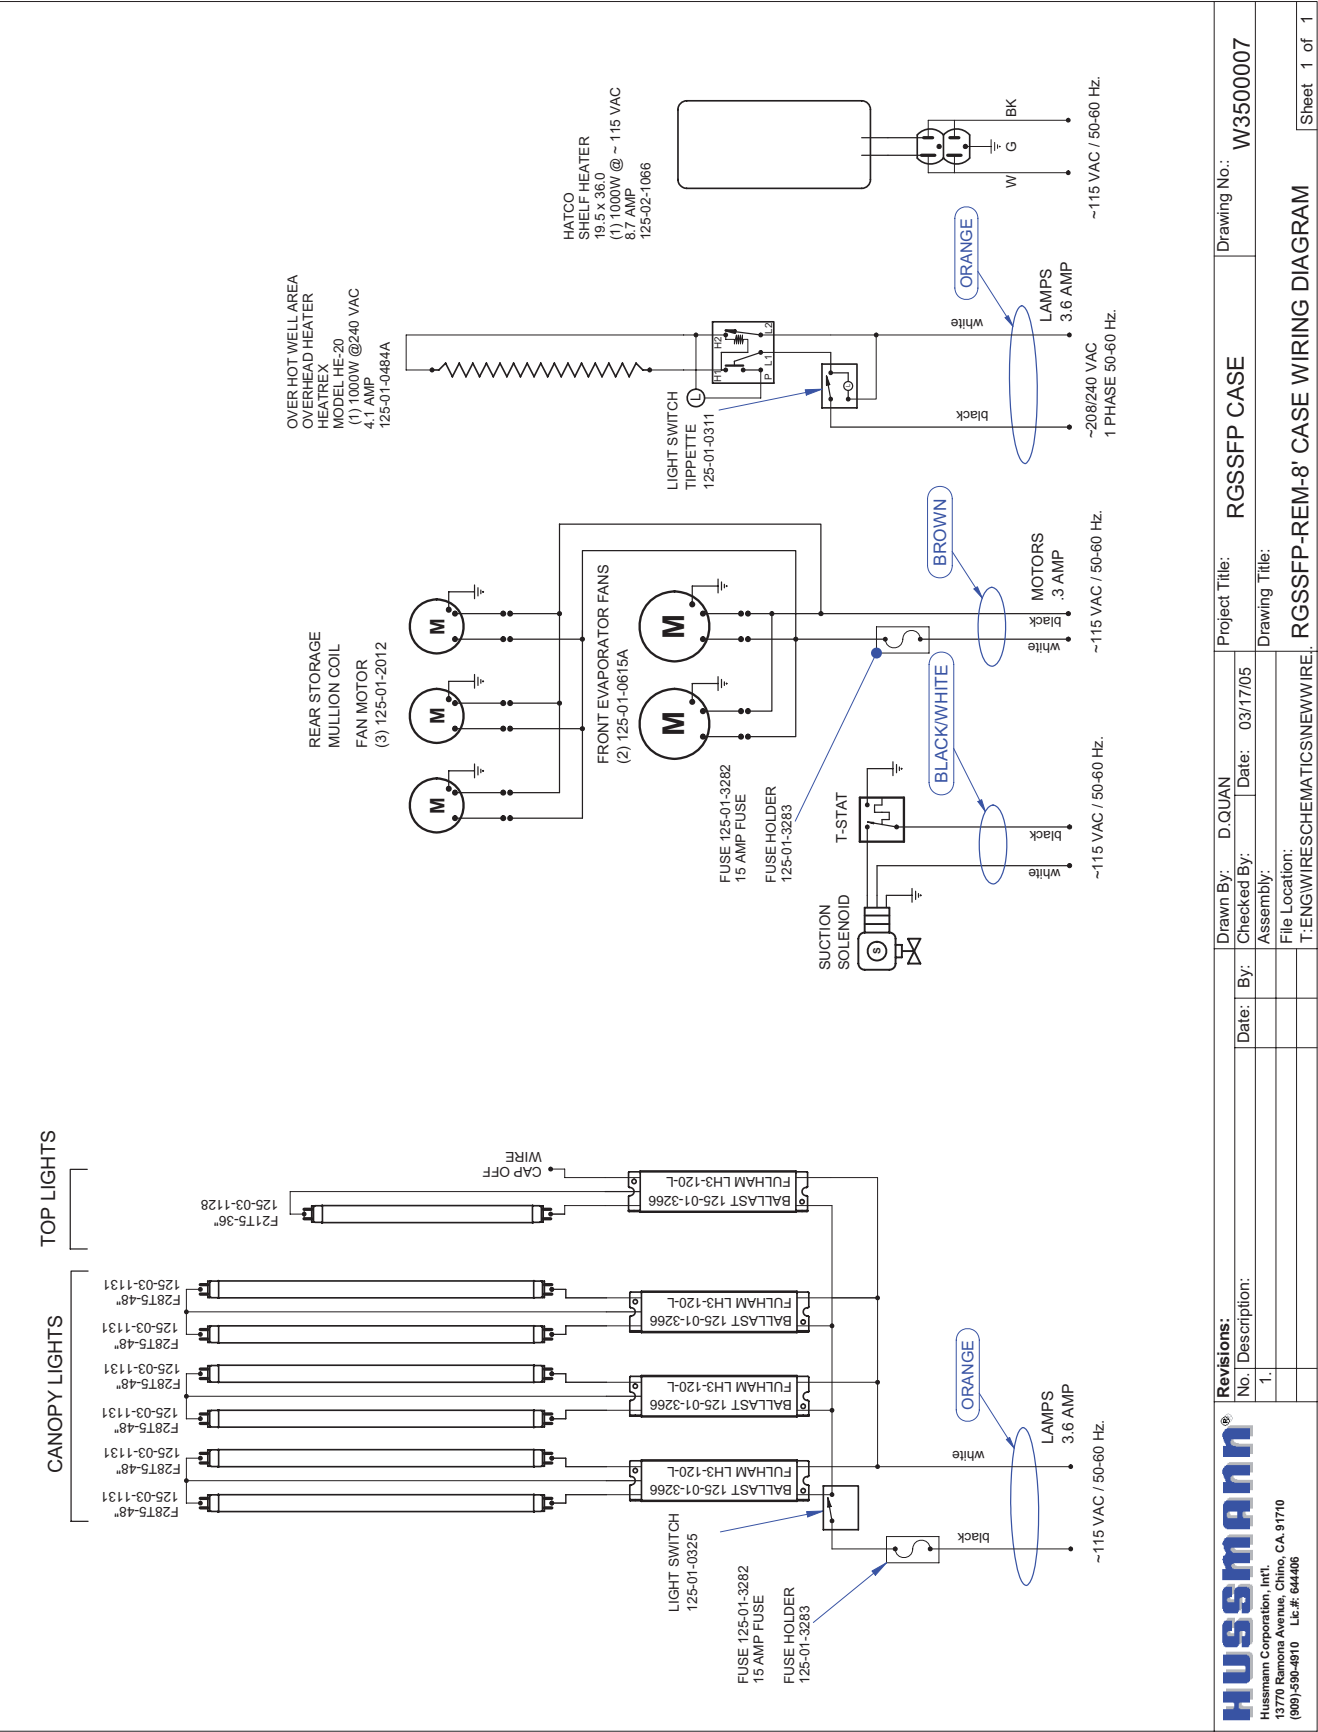 CANOPY LIGHTS
TOP LIGHTS
F28T5-48"
125-03-1131
F28T5-48"
125-03-1131
F28T5-48"
125-03-1131
F28T5-48"
125-03-1131
F28T5-48"
125-03-1131
F28T5-48"
125-03-1131
F21T5-36"
125-03-1128
CAP OFF
WIRE
BALLAST 125-01-3266
FULHAM LH3-120-L
BALLAST 125-01-3266
FULHAM LH3-120-L
BALLAST 125-01-3266
FULHAM LH3-120-L
BALLAST 125-01-3266
FULHAM LH3-120-L
LIGHT SWITCH
125-01-0325
FUSE 125-01-3282
15 AMP FUSE
FUSE HOLDER
125-01-3283
black
white
ORANGE
LAMPS
3.6 AMP
~115 VAC / 50-60 Hz.
REAR STORAGE
MULLION COIL
FAN MOTOR
(3) 125-01-2012
M
M
M
FRONT EVAPORATOR FANS
(2) 125-01-0615A
M
M
FUSE 125-01-3282
15 AMP FUSE
FUSE HOLDER
125-01-3283
T-STAT
SUCTION
SOLENOID
S
white
black
BLACK/WHITE
~115 VAC / 50-60 Hz.
white
black
BROWN
MOTORS
.3 AMP
~115 VAC / 50-60 Hz.
OVER HOT WELL AREA
OVERHEAD HEATER
HEATREX
MODEL HE-20
(1) 1000W @240 VAC
4.1 AMP
125-01-0484A
LIGHT SWITCH
TIPPETTE
125-01-0311
L
H1
H2
P
L1
L2
black
white
ORANGE
LAMPS
3.6 AMP
~208/240 VAC
1 PHASE 50-60 Hz.
HATCO
SHELF HEATER
19.5 x 36.0
(1) 1000W @ ~ 115 VAC
8.7 AMP
125-02-1066
W
G
BK
~115 VAC / 50-60 Hz.
HUSSMANN®
Hussmann Corporation, Int'l.
13770 Ramona Avenue, Chino, CA. 91710
(909)-590-4910 Lic.#: 644406
Revisions:
No. Description:
Date:
By:
1.
Drawn By: D.QUAN
Checked By:
Date: 03/17/05
Assembly:
File Location:
T:ENG\WIRESCHEMATICS\NEWWIRE..
Project Title:
RGSSFP CASE
Drawing No.:
W3500007
Drawing Title:
RGSSFP-REM-8' CASE WIRING DIAGRAM
Sheet 1 of 1